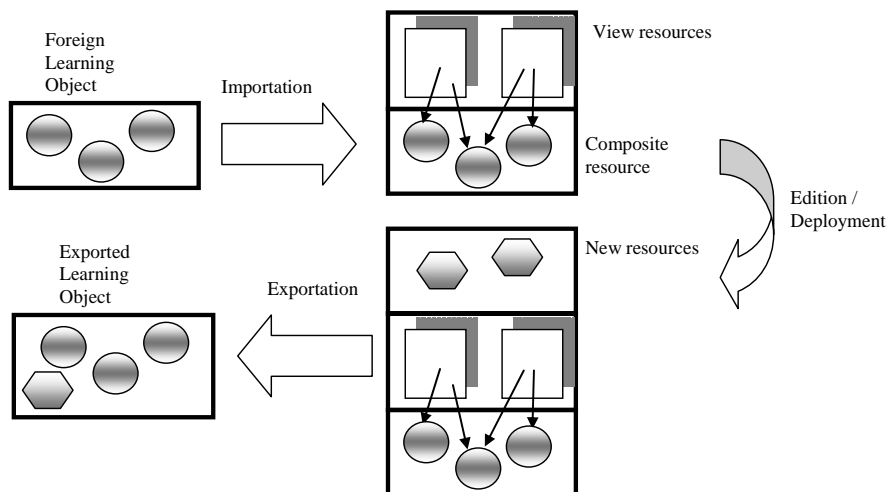 Foreign
Learning
Object
Importation
View resources
Composite
resource
Edition /
Deployment
New resources
Exported
Learning
Object
Exportation